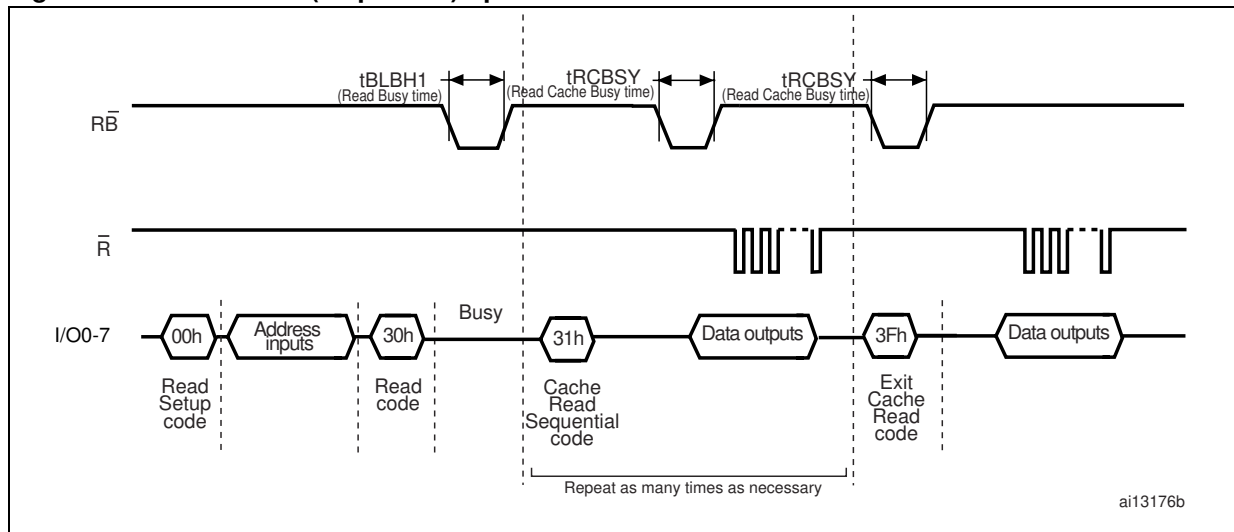 tBLBH1
(Read Busy time)
tRCBSY
(Read Cache Busy time)
tRCBSY
(Read Cache Busy time)
RB̅
R̅
I/O0-7
00h
Address
inputs
30h
Busy
31h
Data outputs
3Fh
Data outputs
Read
Setup
code
Read
code
Cache
Read
Sequential
code
Exit
Cache
Read
code
Repeat as many times as necessary
ai13176b